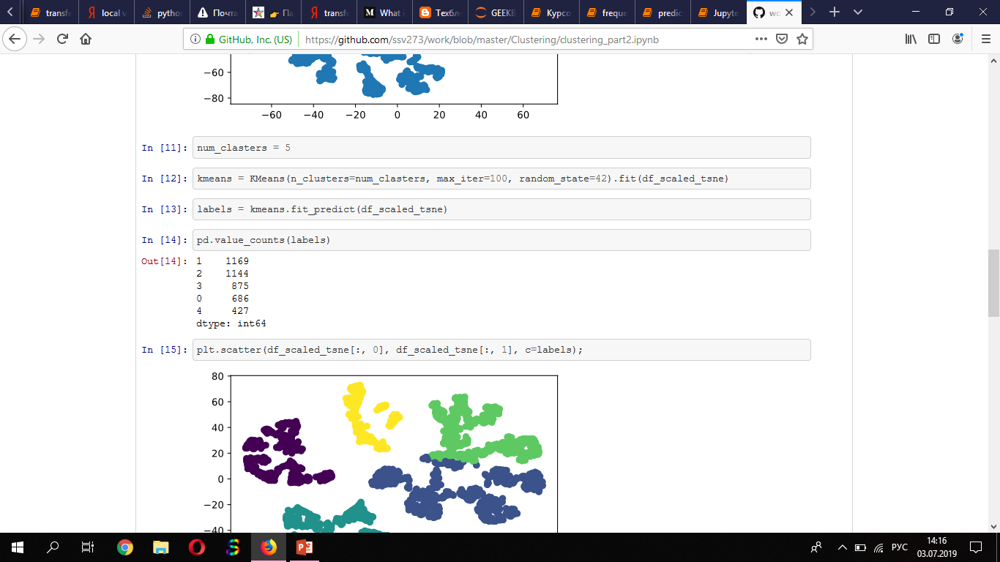 transfe
local v
python
Почта
👉 Па
transfo
What i
Техбл
GEEKB
Курсо
freque
predic
Jupyte
wo
GitHub, Inc. (US)
https://github.com/ssv273/work/blob/master/Clustering/clustering_part2.ipynb
−60
−80
−60 −40 −20 0 20 40 60
In [11]: num_clasters = 5
In [12]: kmeans = KMeans(n_clusters=num_clasters, max_iter=100, random_state=42).fit(df_scaled_tsne)
In [13]: labels = kmeans.fit_predict(df_scaled_tsne)
In [14]: pd.value_counts(labels)
Out[14]: 1 1169
2 1144
3 875
0 686
4 427
dtype: int64
In [15]: plt.scatter(df_scaled_tsne[:, 0], df_scaled_tsne[:, 1], c=labels);
80
60
40
20
0
−20
−40
РУС
14:16
03.07.2019